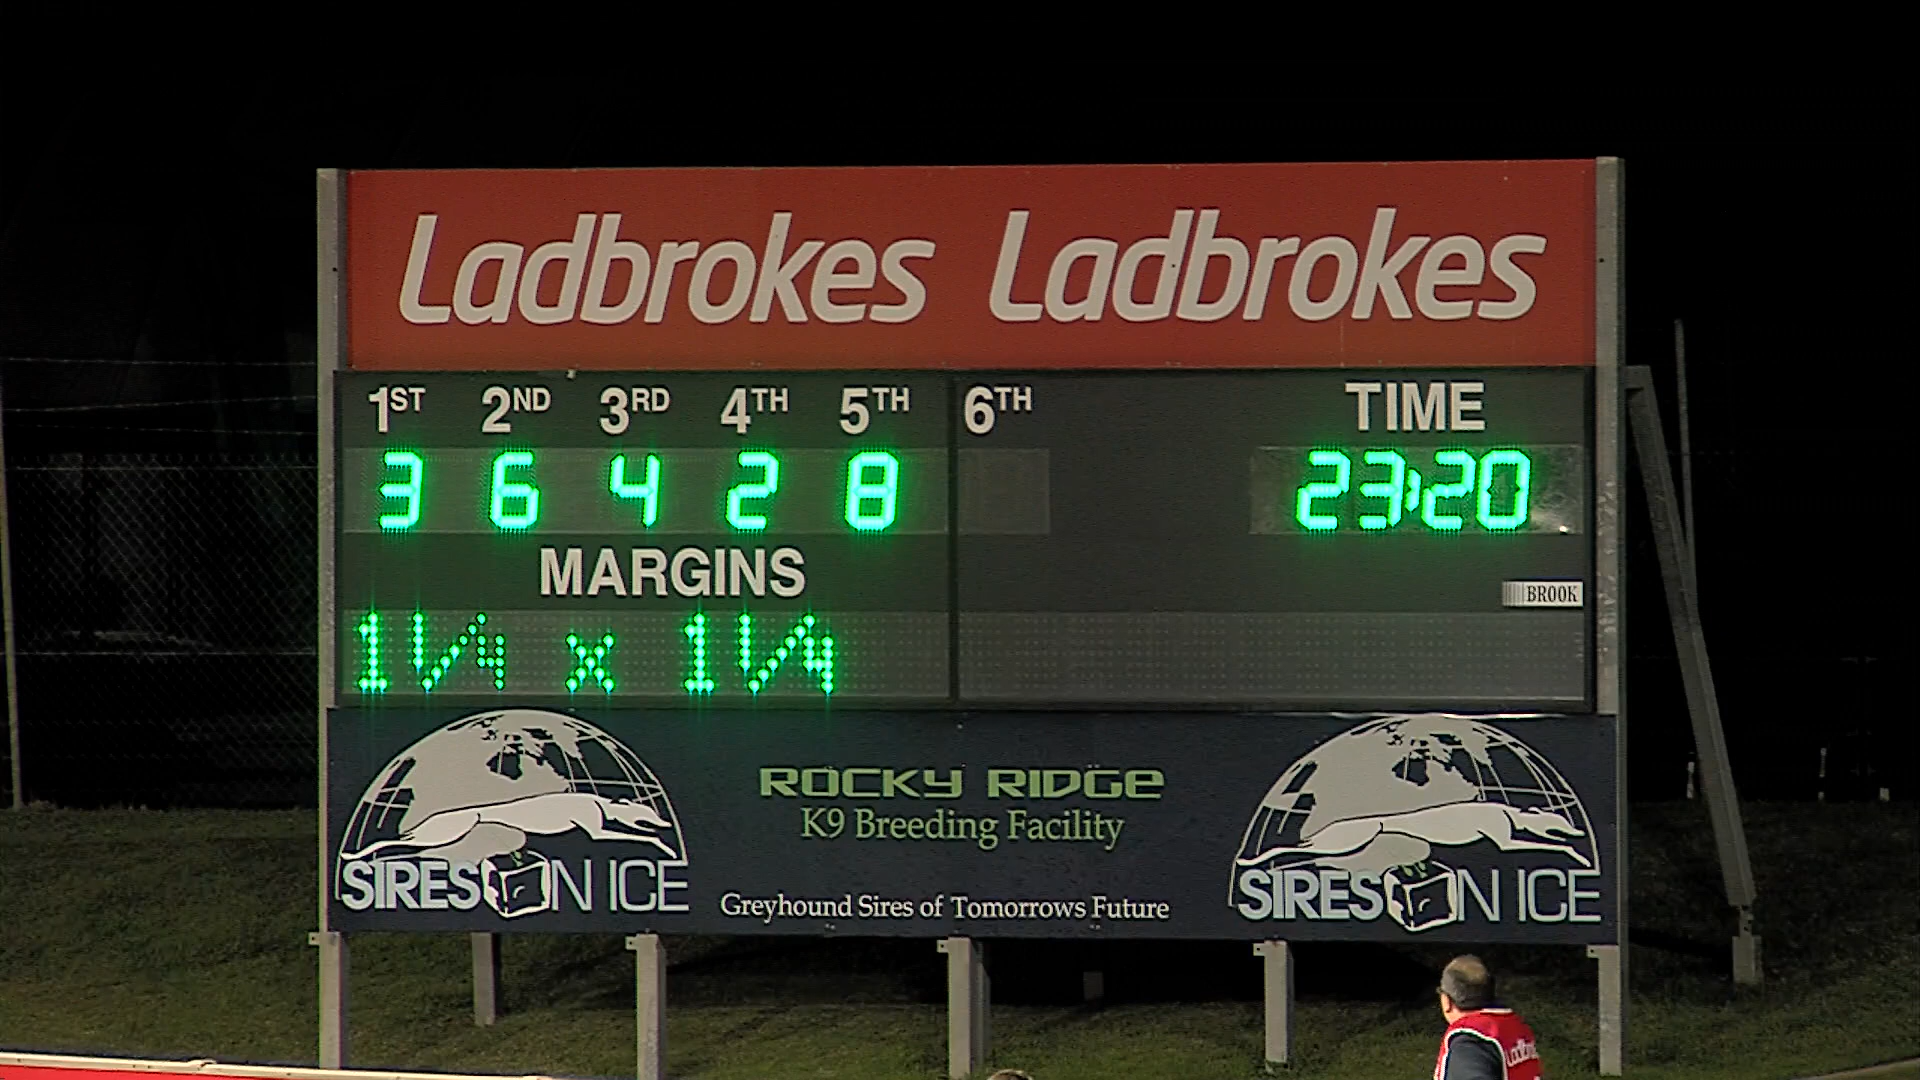 Ladbrokes Ladbrokes
1ST 2ND 3RD 4TH 5TH 6TH TIME
3 6 4 2 8 23:20
MARGINS
BROOK
1 1/4 x 1 1/4
ROCKY RIDGE
K9 Breeding Facility
SIRES ON ICE
Greyhound Sires of Tomorrows Future
SIRES ON ICE